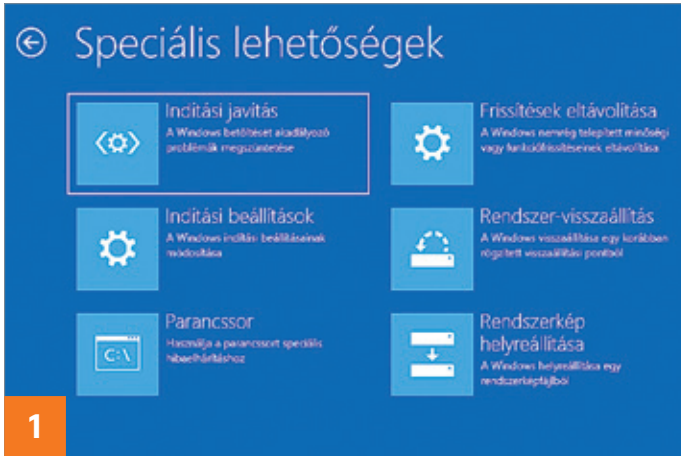 Speciális lehetőségek
Indítási javítás
A Windows betöltését akadályozó
problémák megszüntetése
Frissítések eltávolítása
A Windows nemrég telepített minőségi
vagy funkciófrissítéseinek eltávolítása
Indítási beállítások
A Windows indítási beállításainak
módosítása
Rendszer-visszaállítás
A Windows visszaállítása egy korábban
rögzített visszaállítási pontból
Parancssor
Használja a parancssort speciális
hibaelhárításhoz
C:\
Rendszerkép
helyreállítása
A Windows helyreállítása egy
rendszerképfájlból
1